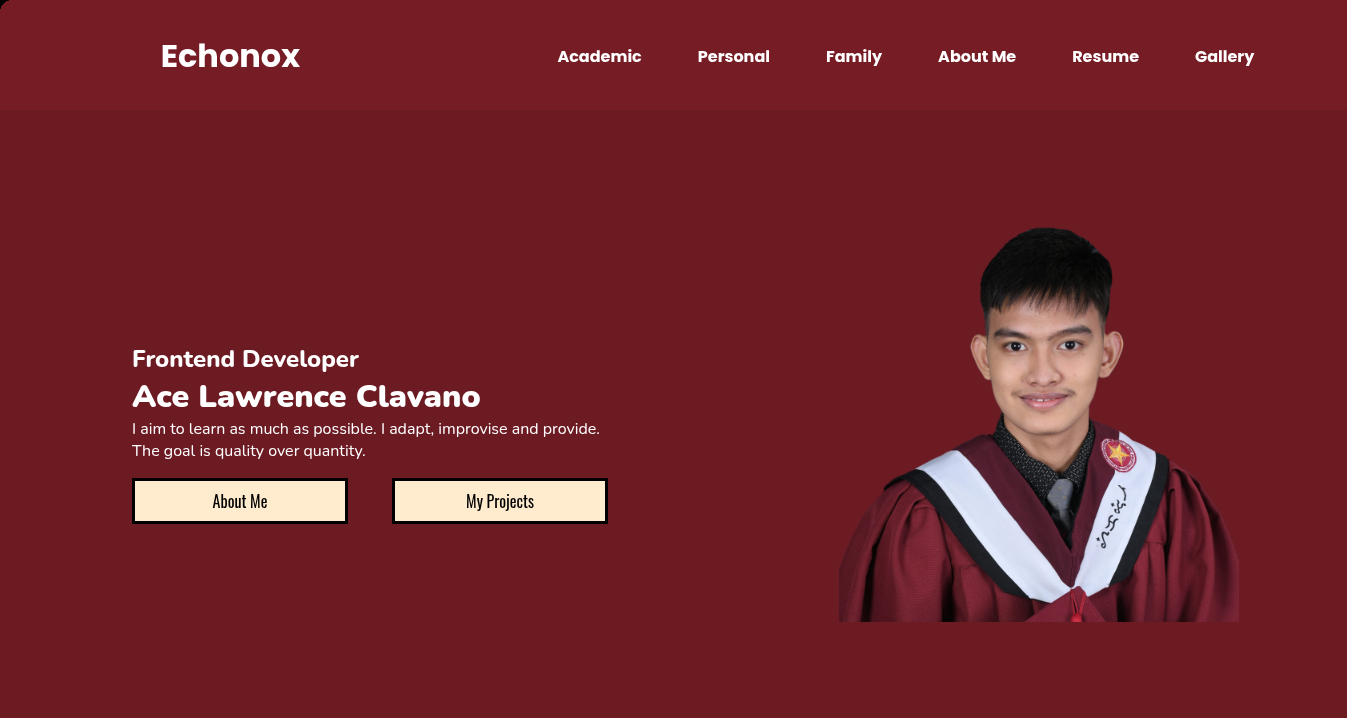 Echonox
Academic Personal Family About Me Resume Gallery
Frontend Developer
Ace Lawrence Clavano
I aim to learn as much as possible. I adapt, improvise and provide.
The goal is quality over quantity.
About Me My Projects